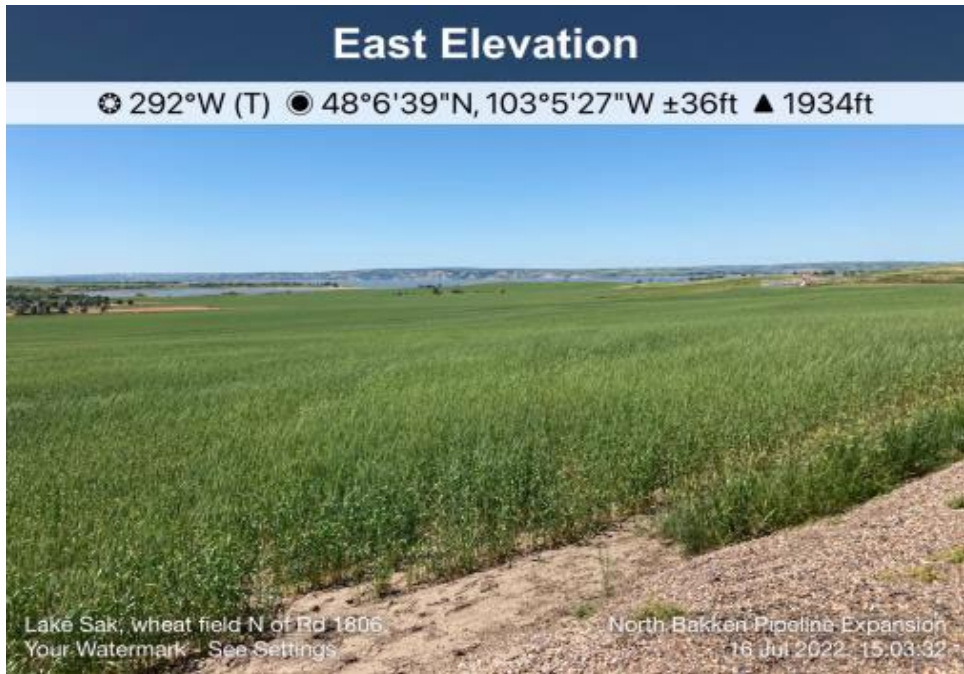 East Elevation
292°W (T) 48°6'39"N, 103°5'27"W ±36ft ▲ 1934ft
Lake Sak, wheat field N of Rd 1806
Your Watermark - See Settings
North Bakken Pipeline Expansion
16 Jul 2022, 15:03:32